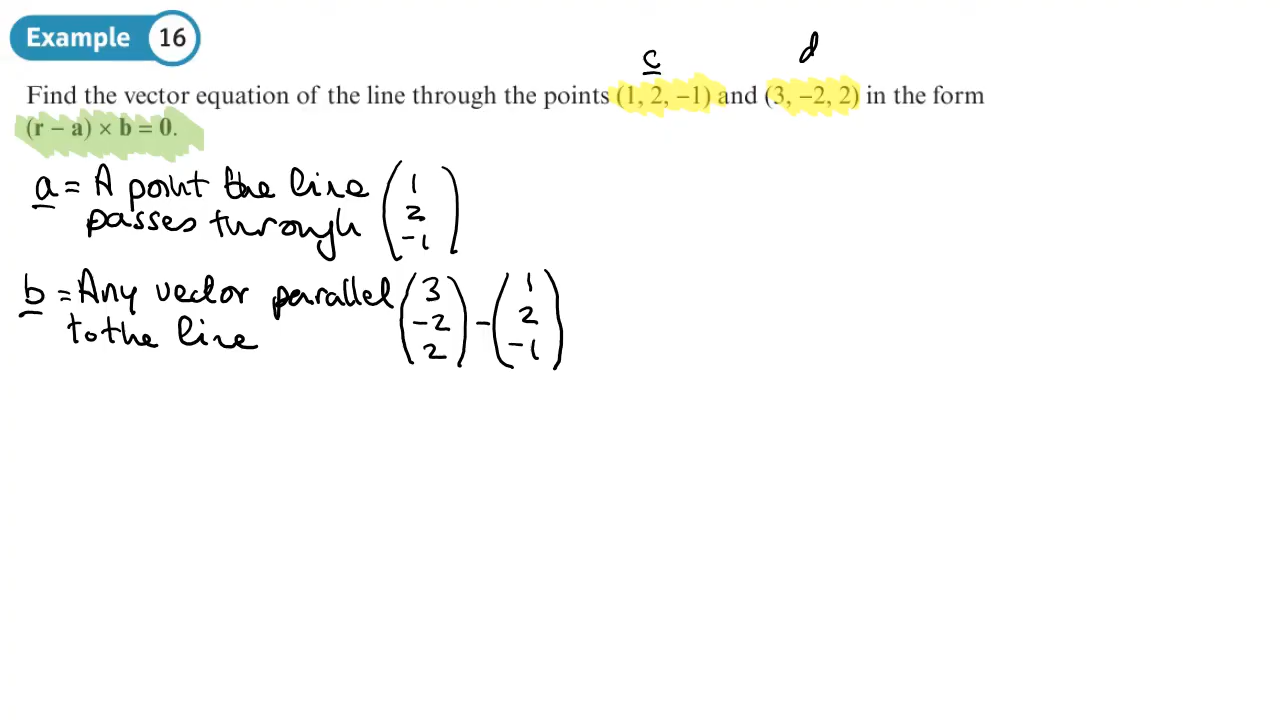 Example 16
c d
Find the vector equation of the line through the points (1, 2, −1) and (3, −2, 2) in the form
(r − a) × b = 0.
a = A point the line
passes through
1
2
-1
b = Any vector parallel
to the line
3
-2
2
-
1
2
-1